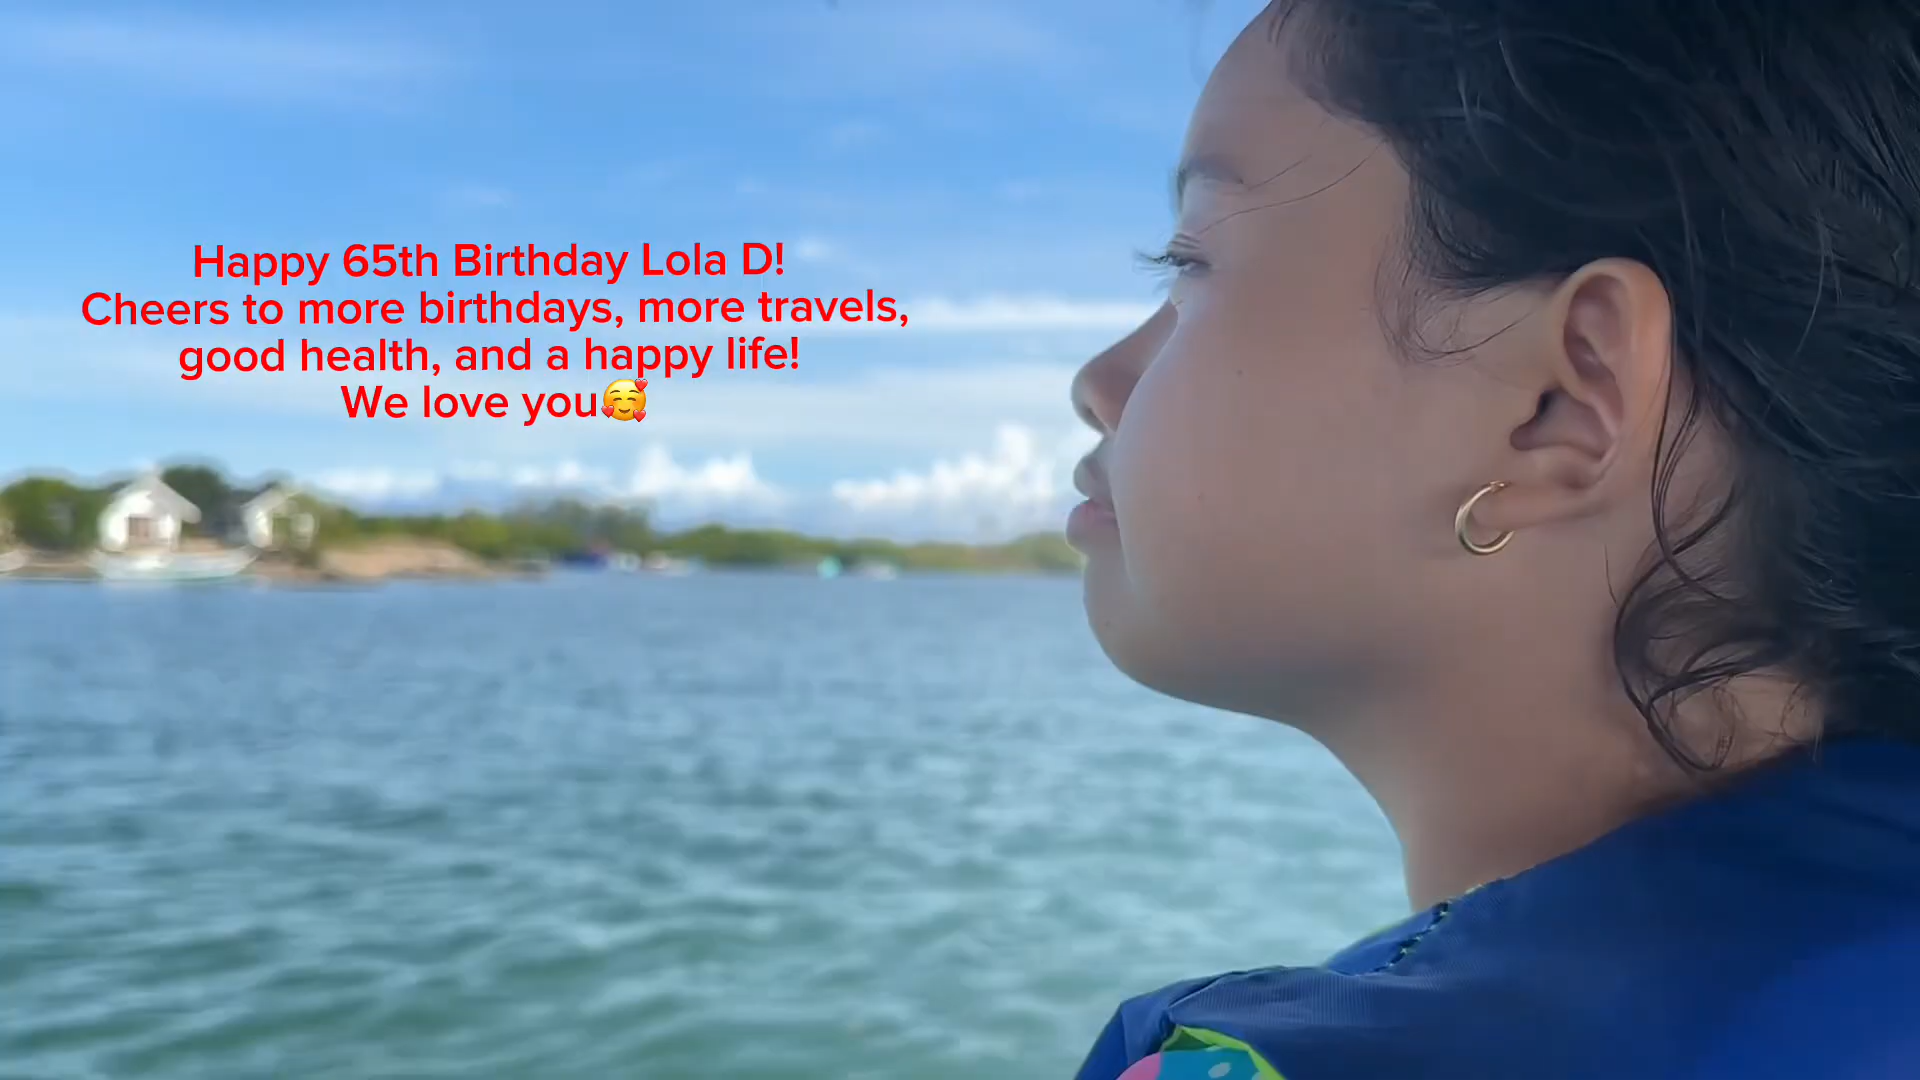 Happy 65th Birthday Lola D!
Cheers to more birthdays, more travels,
good health, and a happy life!
We love you🥰